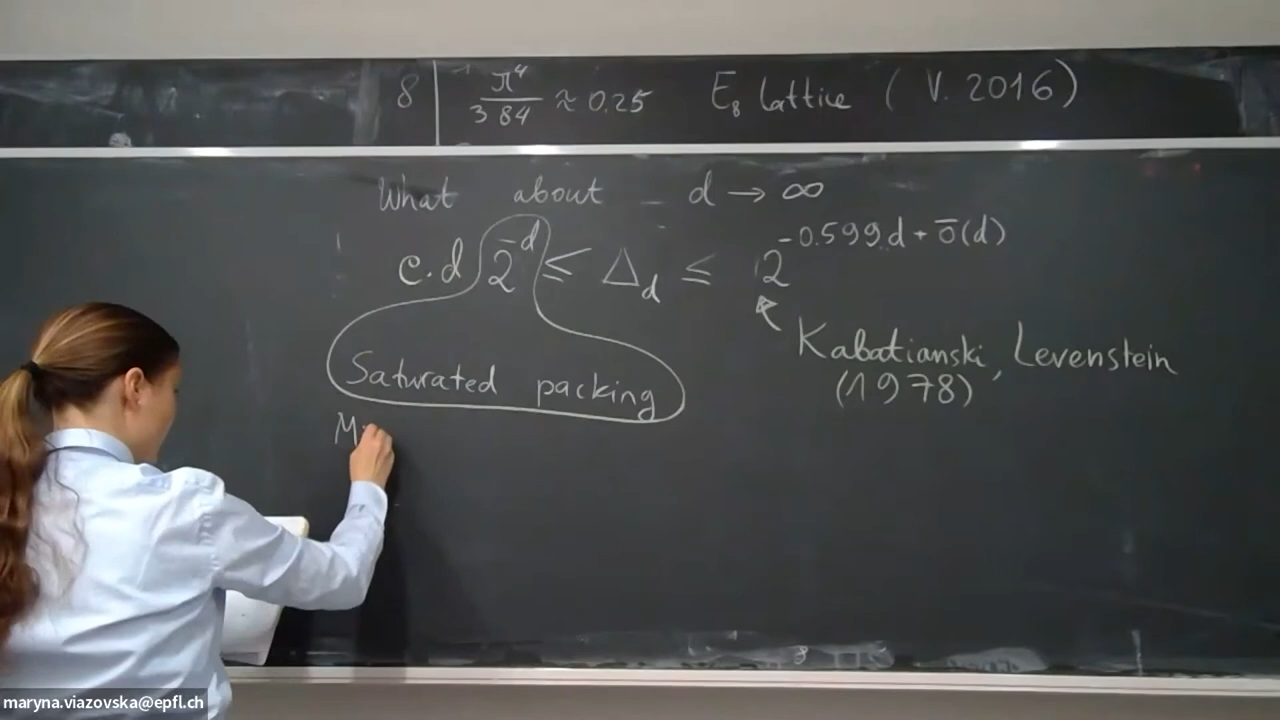 8 | π⁴/384 ≈ 0.25 E₈ lattice ( V. 2016)
What about d → ∞
c.d 2^-d ≤ Δ_d ≤ 2^-0.599d + ō(d)
Kabatianski, Levenstein
(1978)
Saturated packing
maryna.viazovska@epfl.ch